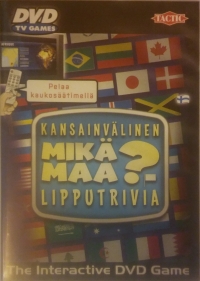 DVD
TV GAMES
TACTIC
Pelaa
kaukosäätimellä
KANSAINVÄLINEN
MIKÄ
MAA ?
LIPPUTRIVIA
The Interactive DVD Game